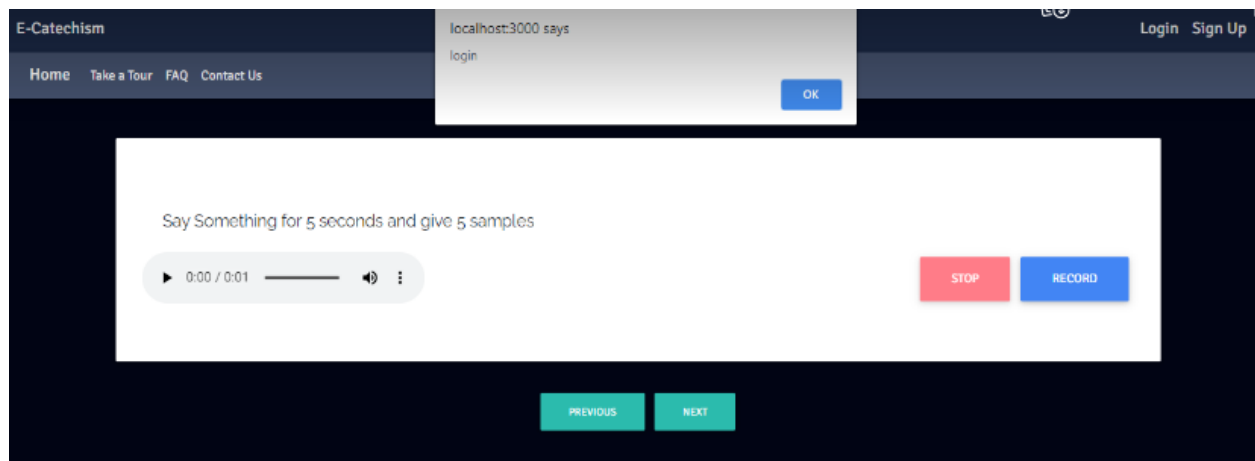 E-Catechism
localhost:3000 says
login
OK
Login Sign Up
Home Take a Tour FAQ Contact Us
Say Something for 5 seconds and give 5 samples
0:00 / 0:01
STOP RECORD
PREVIOUS NEXT